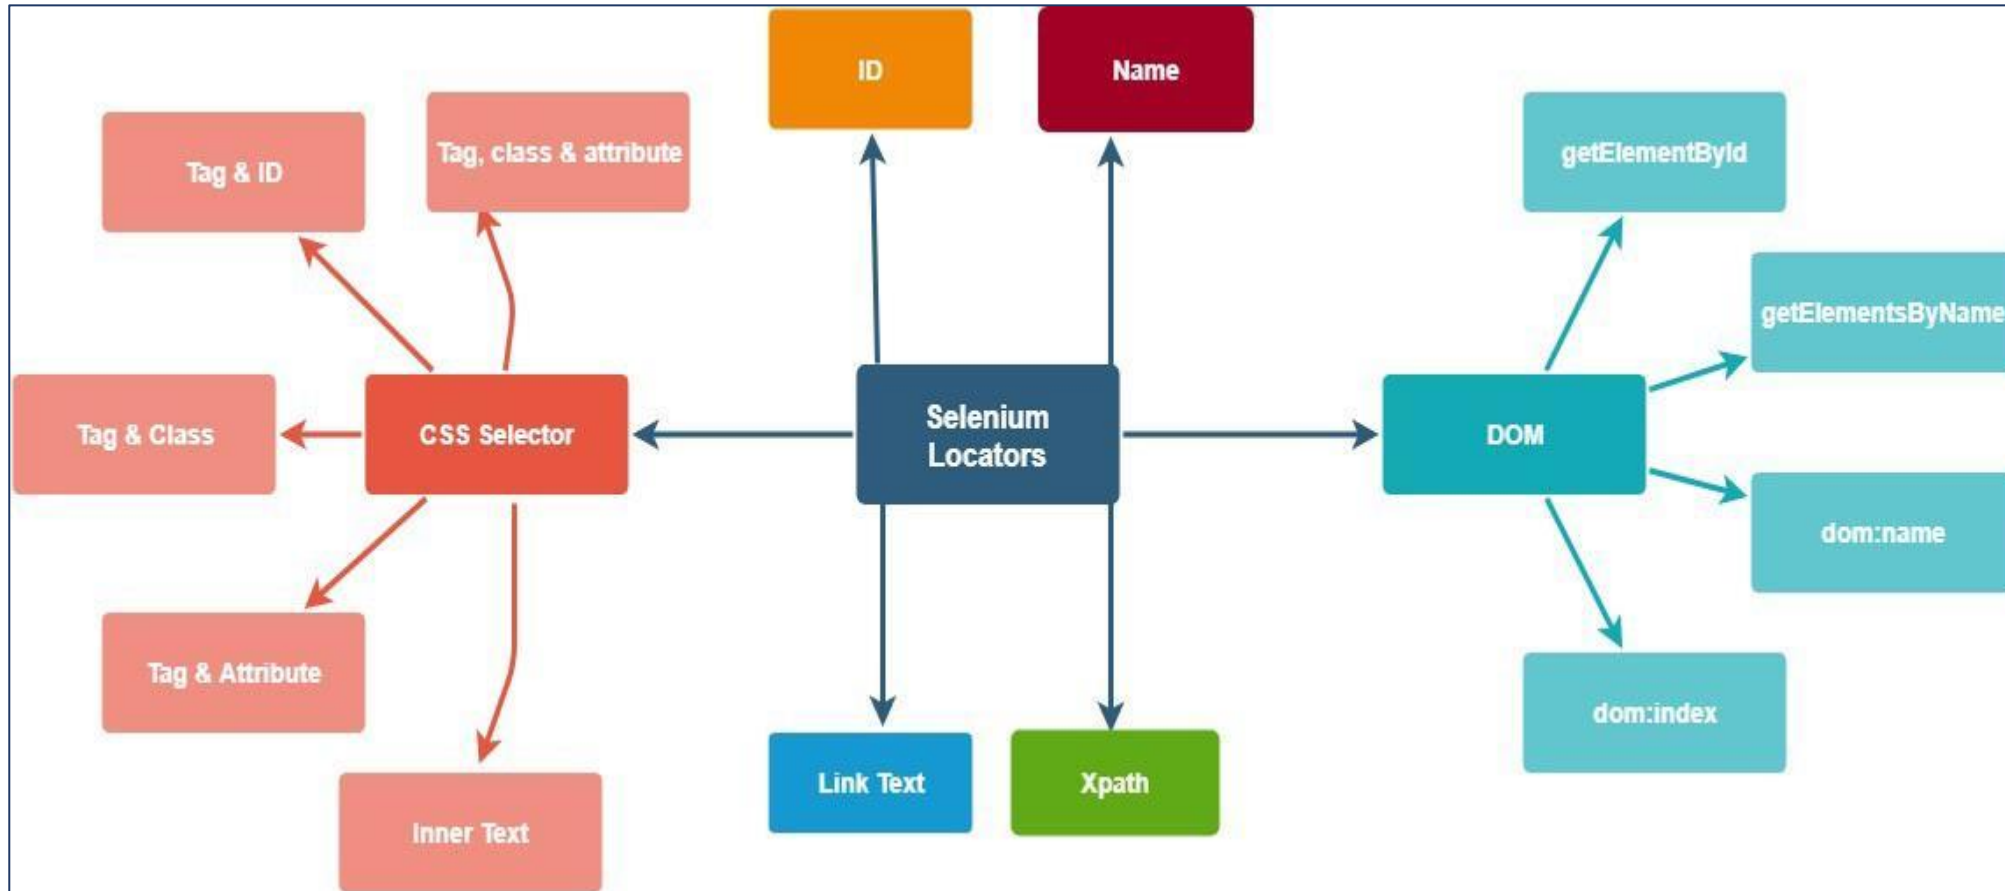 ID
Name
Tag & ID
Tag, class & attribute
getElementById
getElementsByName
Tag & Class
CSS Selector
Selenium
Locators
DOM
dom:name
Tag & Attribute
dom:index
Link Text
Xpath
Inner Text